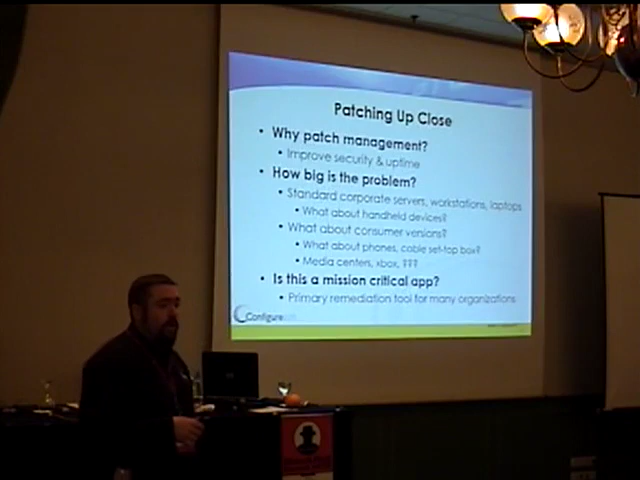 Patching Up Close
• Why patch management?
• Improve security & uptime
• How big is the problem?
• Standard corporate servers, workstations, laptops
• What about handheld devices?
• What about consumer versions?
• What about phones, cable set-top box?
• Media centers, xbox, ???
• Is this a mission critical app?
• Primary remediation tool for many organizations
Configuresoft